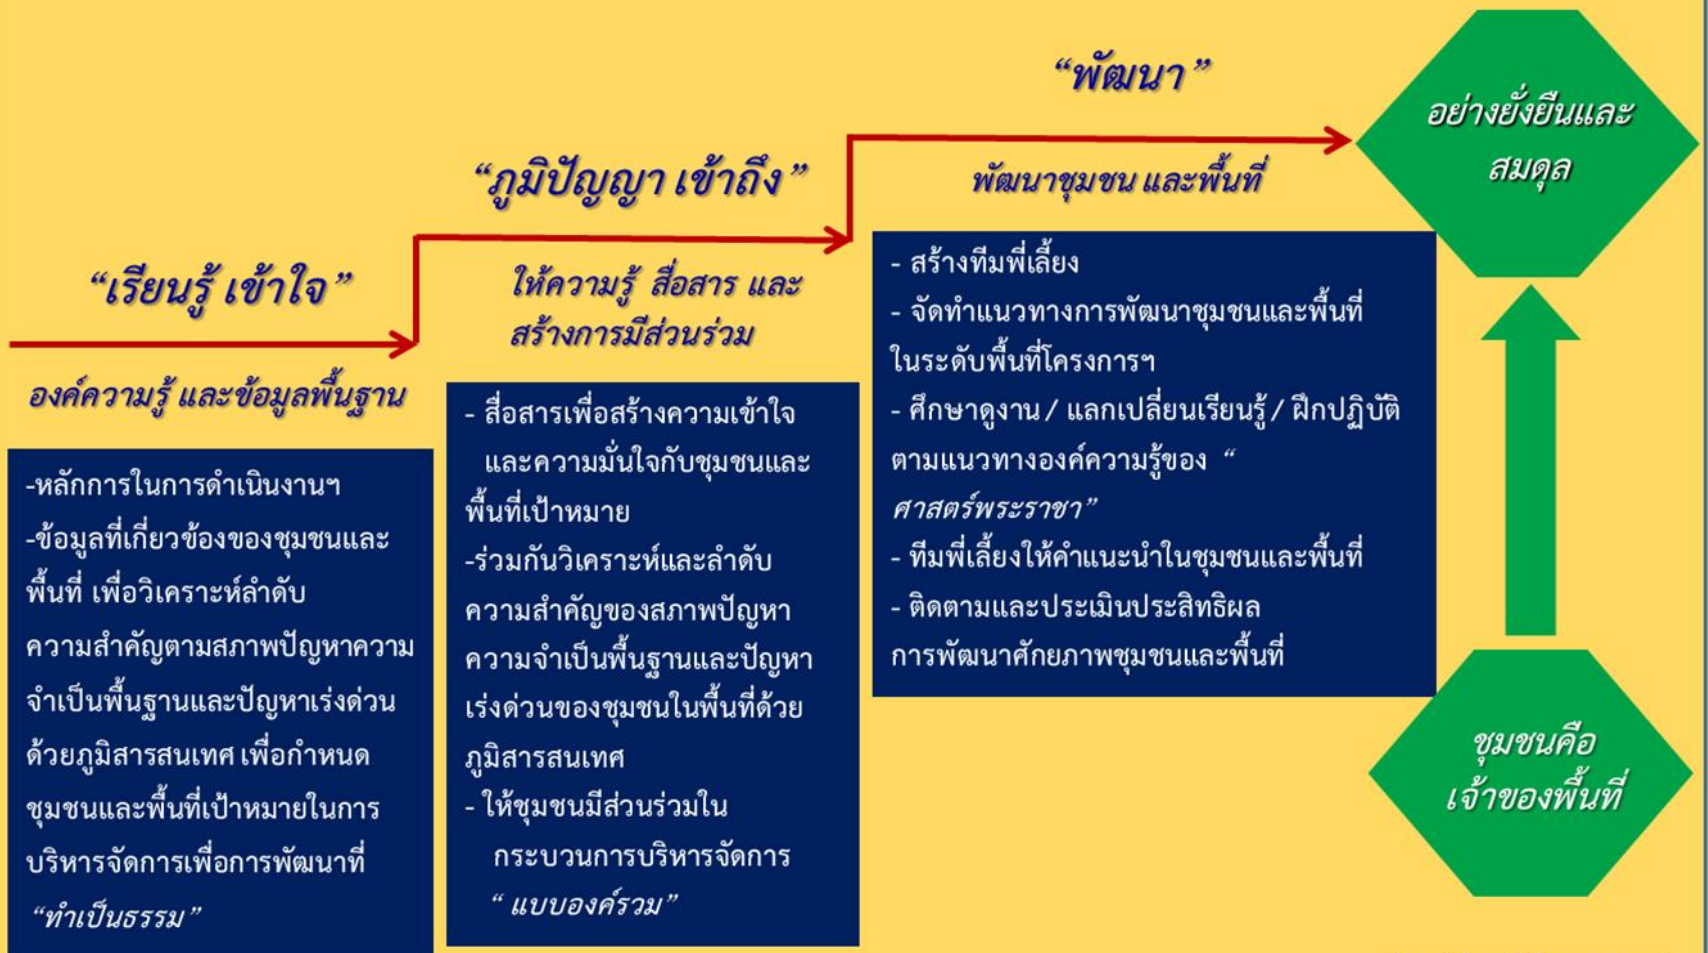 “เรียนรู้ เข้าใจ”
องค์ความรู้ และข้อมูลพื้นฐาน
-หลักการในการดำเนินงานฯ
-ข้อมูลที่เกี่ยวข้องของชุมชนและ
พื้นที่ เพื่อวิเคราะห์ลำดับ
ความสำคัญตามสภาพปัญหาความ
จำเป็นพื้นฐานและปัญหาเร่งด่วน
ด้วยภูมิสารสนเทศ เพื่อกำหนด
ชุมชนและพื้นที่เป้าหมายในการ
บริหารจัดการเพื่อการพัฒนาที่
“ทำเป็นธรรม”
“ภูมิปัญญา เข้าถึง”
ให้ความรู้ สื่อสาร และ
สร้างการมีส่วนร่วม
- สื่อสารเพื่อสร้างความเข้าใจ
และความมั่นใจกับชุมชนและ
พื้นที่เป้าหมาย
-ร่วมกันวิเคราะห์และลำดับ
ความสำคัญของสภาพปัญหา
ความจำเป็นพื้นฐานและปัญหา
เร่งด่วนของชุมชนในพื้นที่ด้วย
ภูมิสารสนเทศ
- ให้ชุมชนมีส่วนร่วมใน
กระบวนการบริหารจัดการ
“ แบบองค์รวม”
“พัฒนา”
พัฒนาชุมชน และพื้นที่
- สร้างทีมพี่เลี้ยง
- จัดทำแนวทางการพัฒนาชุมชนและพื้นที่
ในระดับพื้นที่โครงการฯ
- ศึกษาดูงาน / แลกเปลี่ยนเรียนรู้ / ฝึกปฏิบัติ
ตามแนวทางองค์ความรู้ของ “
ศาสตร์พระราชา”
- ทีมพี่เลี้ยงให้คำแนะนำในชุมชนและพื้นที่
- ติดตามและประเมินประสิทธิผล
การพัฒนาศักยภาพชุมชนและพื้นที่
อย่างยั่งยืนและ
สมดุล
ชุมชนคือ
เจ้าของพื้นที่